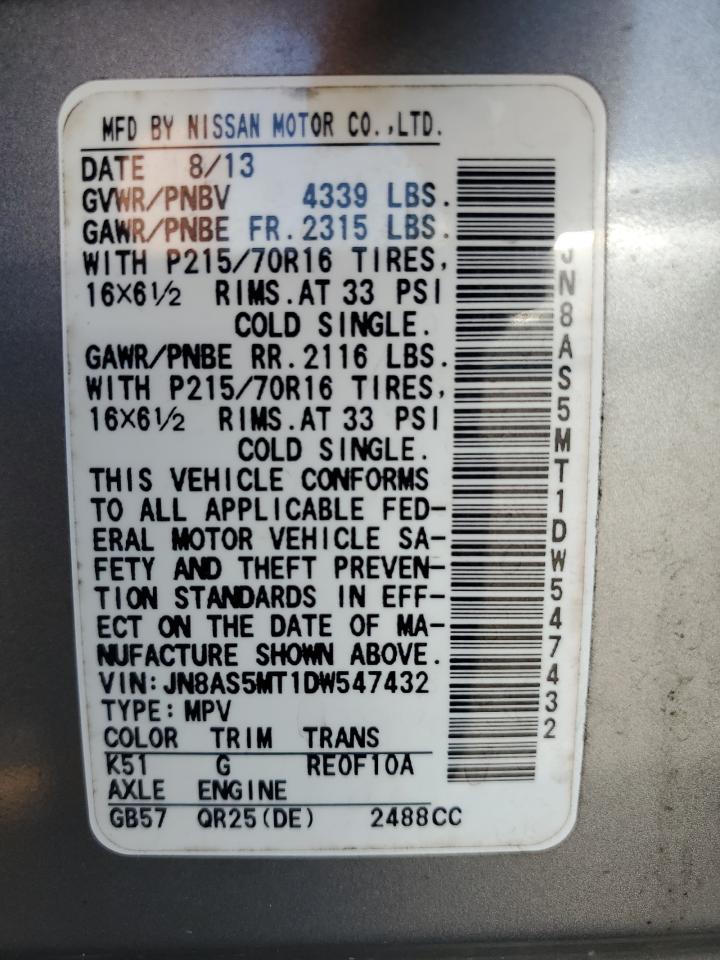 MFD BY NISSAN MOTOR CO.,LTD.
DATE 8/13
GVWR/PNBV 4339 LBS.
GAWR/PNBE FR.2315 LBS.
WITH P215/70R16 TIRES,
16×6½ RIMS.AT 33 PSI
COLD SINGLE.
GAWR/PNBE RR.2116 LBS.
WITH P215/70R16 TIRES,
16×6½ RIMS.AT 33 PSI
COLD SINGLE.
THIS VEHICLE CONFORMS
TO ALL APPLICABLE FED-
ERAL MOTOR VEHICLE SA-
FETY AND THEFT PREVEN-
TION STANDARDS IN EFF-
ECT ON THE DATE OF MA-
NUFACTURE SHOWN ABOVE.
VIN:JN8AS5MT1DW547432
TYPE:MPV
COLOR TRIM TRANS
K51 G RE0F10A
AXLE ENGINE
GB57 QR25(DE) 2488CC
JN8AS5MT1DW547432